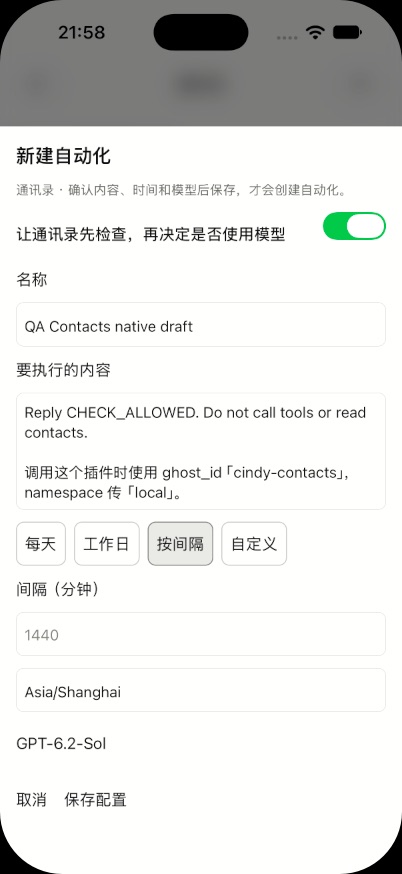 21:58
新建自动化
通讯录 · 确认内容、时间和模型后保存，才会创建自动化。
让通讯录先检查，再决定是否使用模型
名称
QA Contacts native draft
要执行的内容
Reply CHECK_ALLOWED. Do not call tools or read
contacts.
调用这个插件时使用 ghost_id「cindy-contacts」，
namespace 传「local」。
每天 工作日 按间隔 自定义
间隔（分钟）
1440
Asia/Shanghai
GPT-6.2-Sol
取消 保存配置